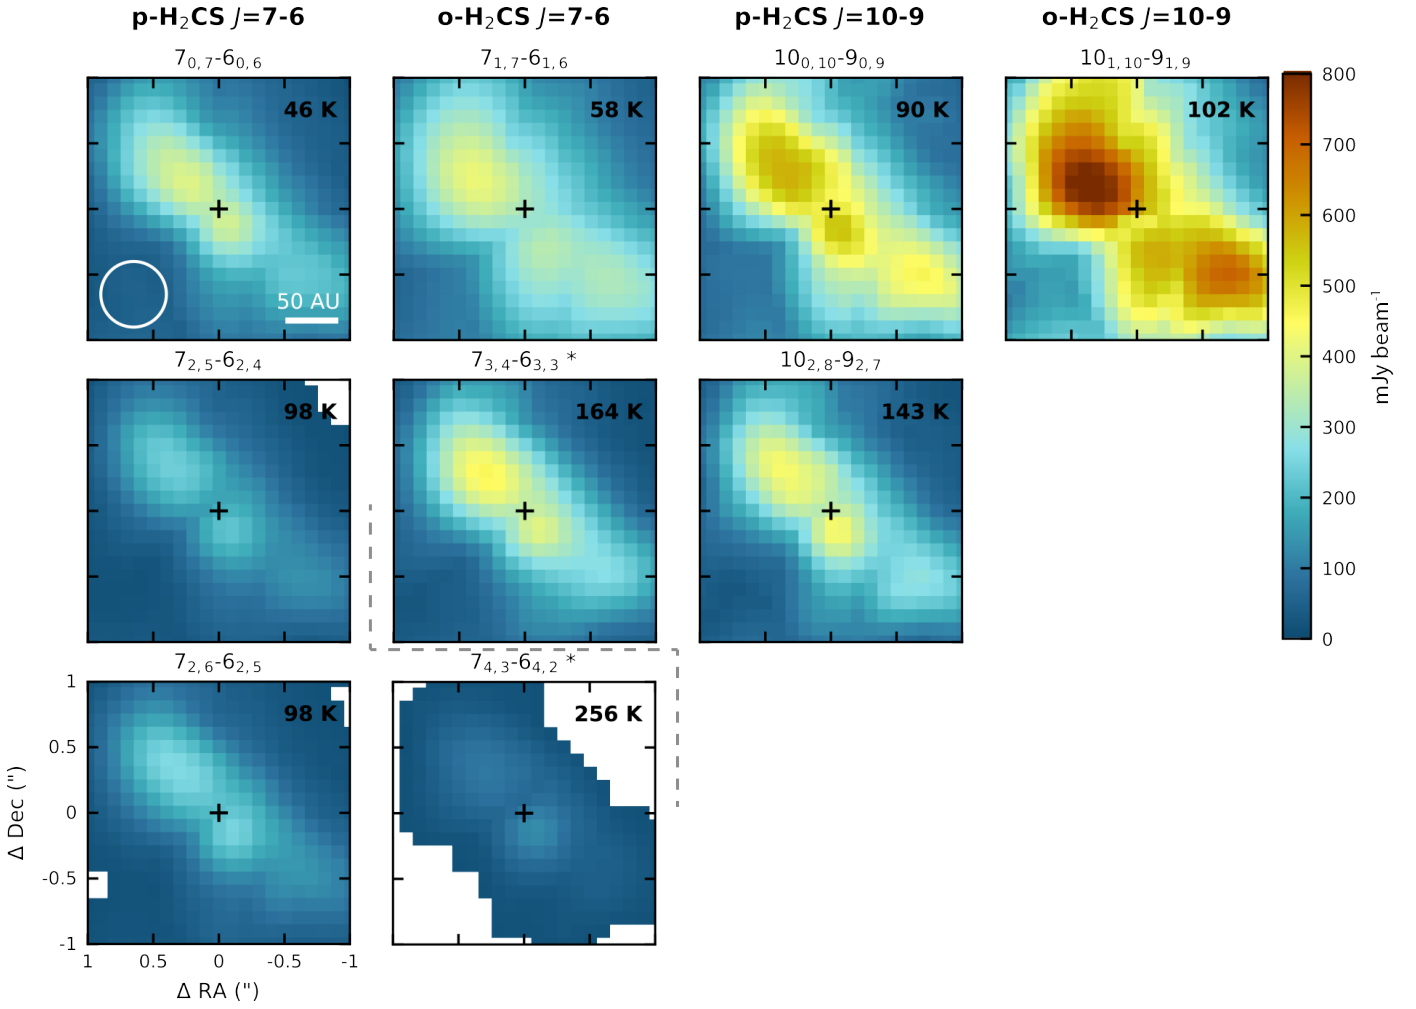 p-H₂CS J=7-6 o-H₂CS J=7-6 p-H₂CS J=10-9 o-H₂CS J=10-9
7₀,₇-6₀,₆ 7₁,₇-6₁,₆ 10₀,₁₀-9₀,₉ 10₁,₁₀-9₁,₉
46 K 58 K 90 K 102 K
50 AU
7₂,₅-6₂,₄ 7₃,₄-6₃,₃ * 10₂,₈-9₂,₇
98 K 164 K 143 K
7₂,₆-6₂,₅ 7₄,₃-6₄,₂ *
98 K 256 K
1
0.5
0
-0.5
-1
Δ Dec (")
1 0.5 0 -0.5 -1
Δ RA (")
800
700
600
500
400
300
200
100
0
mJy beam⁻¹